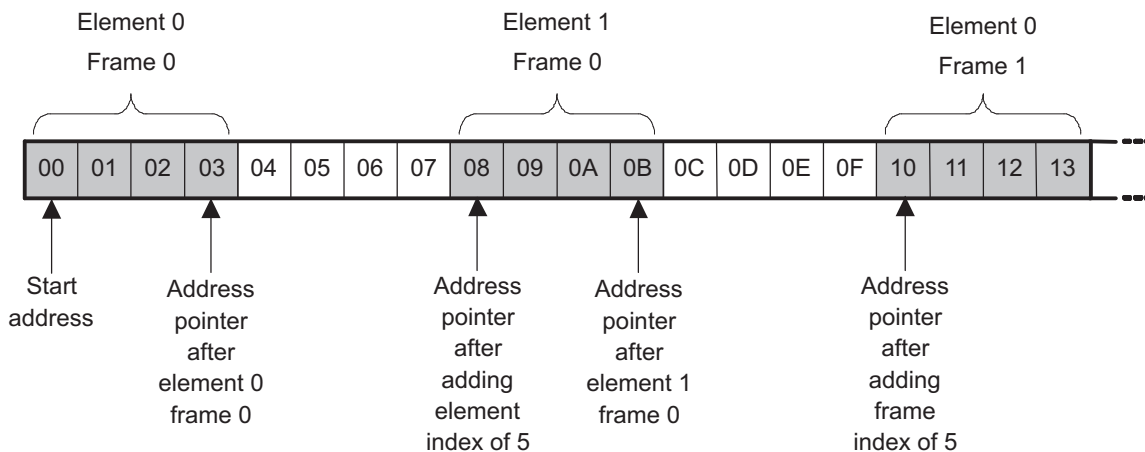 Element 0
Frame 0
Element 1
Frame 0
Element 0
Frame 1
00 01 02 03 04 05 06 07 08 09 0A 0B 0C 0D 0E 0F 10 11 12 13
Start
address
Address
pointer
after
element 0
frame 0
Address
pointer
after
adding
element
index of 5
Address
pointer
after
element 1
frame 0
Address
pointer
after
adding
frame
index of 5